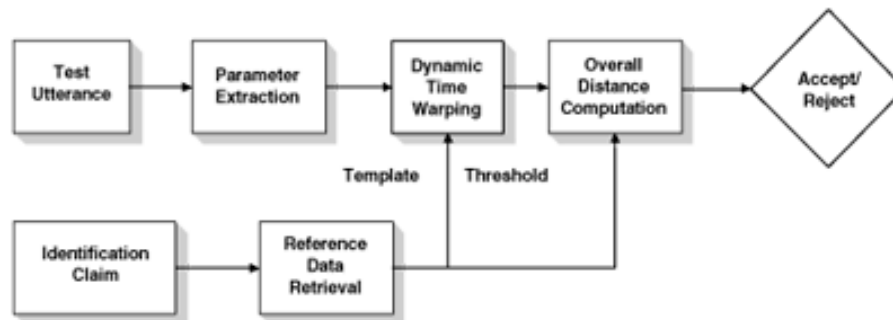 Test
Utterance
Parameter
Extraction
Dynamic
Time
Warping
Overall
Distance
Computation
Accept/
Reject
Template
Threshold
Identification
Claim
Reference
Data
Retrieval